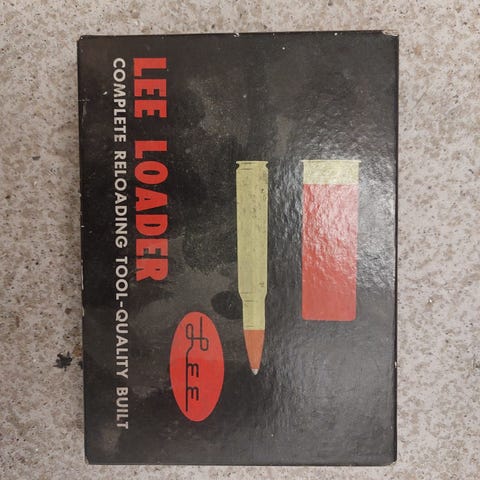 LEE LOADER
COMPLETE RELOADING TOOL-QUALITY BUILT
LEE